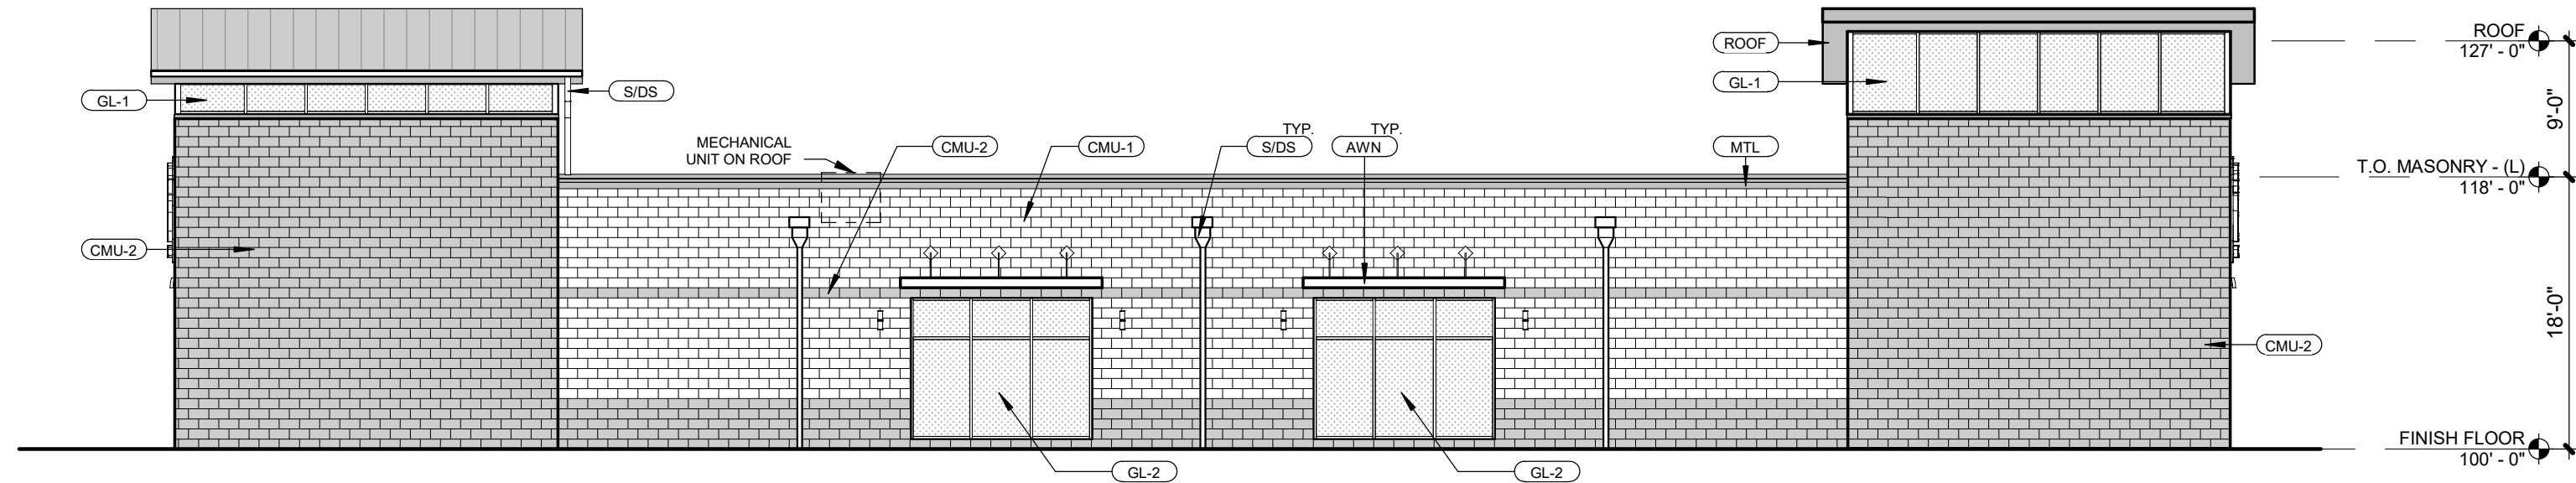 ROOF
127' - 0"
ROOF
GL-1
GL-1
S/DS
9'-0"
TYP.
TYP.
MECHANICAL
UNIT ON ROOF
CMU-2
CMU-1
S/DS
AWN
MTL
T.O. MASONRY - (L)
118' - 0"
CMU-2
18'-0"
CMU-2
FINISH FLOOR
100' - 0"
GL-2
GL-2